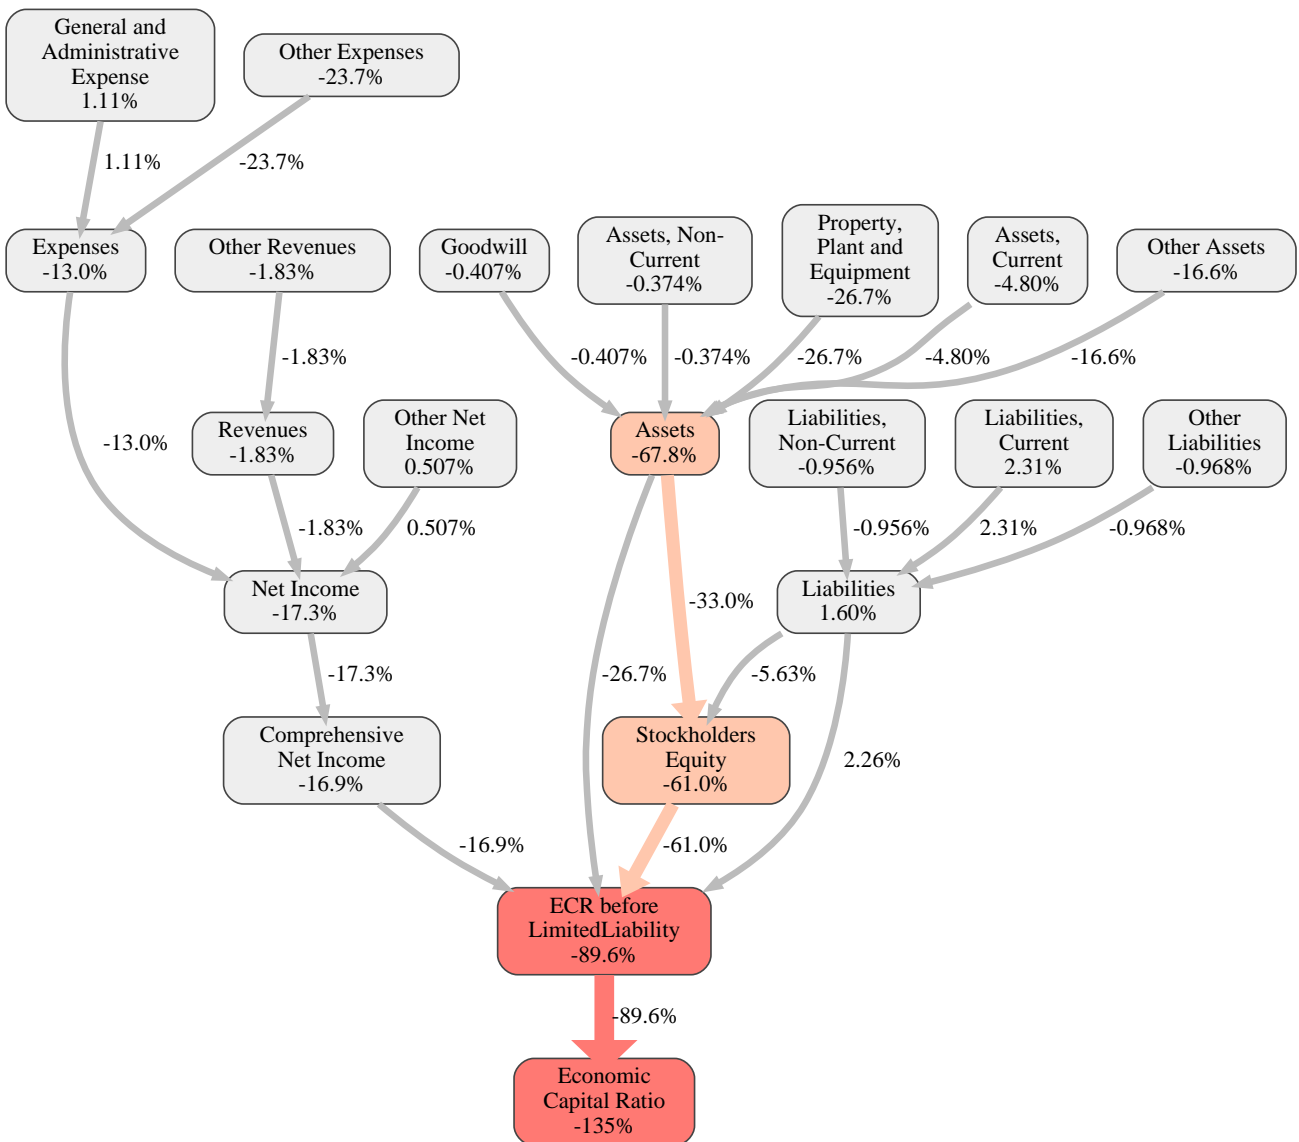 General and
Administrative
Expense
1.11%
Other Expenses
-23.7%
1.11%
-23.7%
Expenses
-13.0%
Other Revenues
-1.83%
Goodwill
-0.407%
Assets, Non-
Current
-0.374%
Property,
Plant and
Equipment
-26.7%
Assets,
Current
-4.80%
Other Assets
-16.6%
-1.83%
-0.407%
-0.374%
-26.7%
-4.80%
-16.6%
-13.0%
Revenues
-1.83%
Other Net
Income
0.507%
Assets
-67.8%
Liabilities,
Non-Current
-0.956%
Liabilities,
Current
2.31%
Other
Liabilities
-0.968%
-1.83%
0.507%
-0.956%
2.31%
-0.968%
Net Income
-17.3%
-33.0%
Liabilities
1.60%
-17.3%
-26.7%
-5.63%
Comprehensive
Net Income
-16.9%
Stockholders
Equity
-61.0%
2.26%
-16.9%
-61.0%
ECR before
LimitedLiability
-89.6%
-89.6%
Economic
Capital Ratio
-135%